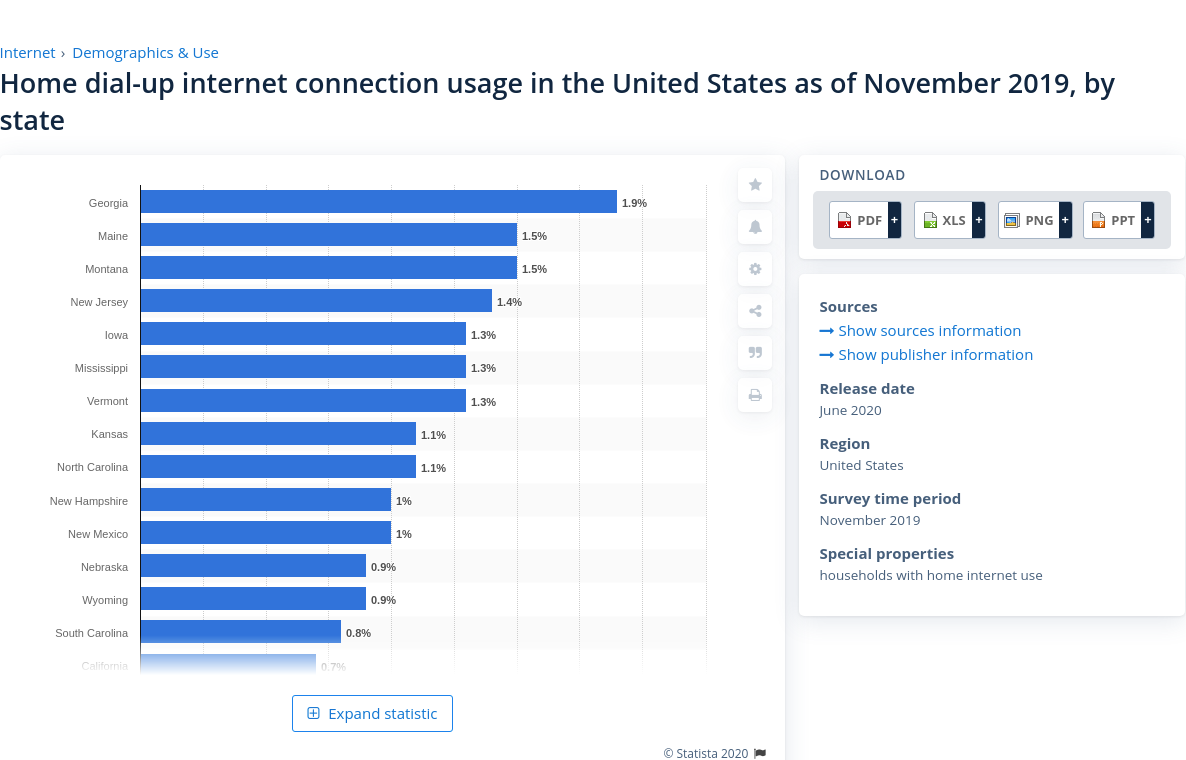 Internet › Demographics & Use
Home dial-up internet connection usage in the United States as of November 2019, by
state
Georgia 1.9%
Maine 1.5%
Montana 1.5%
New Jersey 1.4%
Iowa 1.3%
Mississippi 1.3%
Vermont 1.3%
Kansas 1.1%
North Carolina 1.1%
New Hampshire 1%
New Mexico 1%
Nebraska 0.9%
Wyoming 0.9%
South Carolina 0.8%
California 0.7%
Expand statistic
© Statista 2020
DOWNLOAD
PDF + XLS + PNG + PPT +
Sources
Show sources information
Show publisher information
Release date
June 2020
Region
United States
Survey time period
November 2019
Special properties
households with home internet use